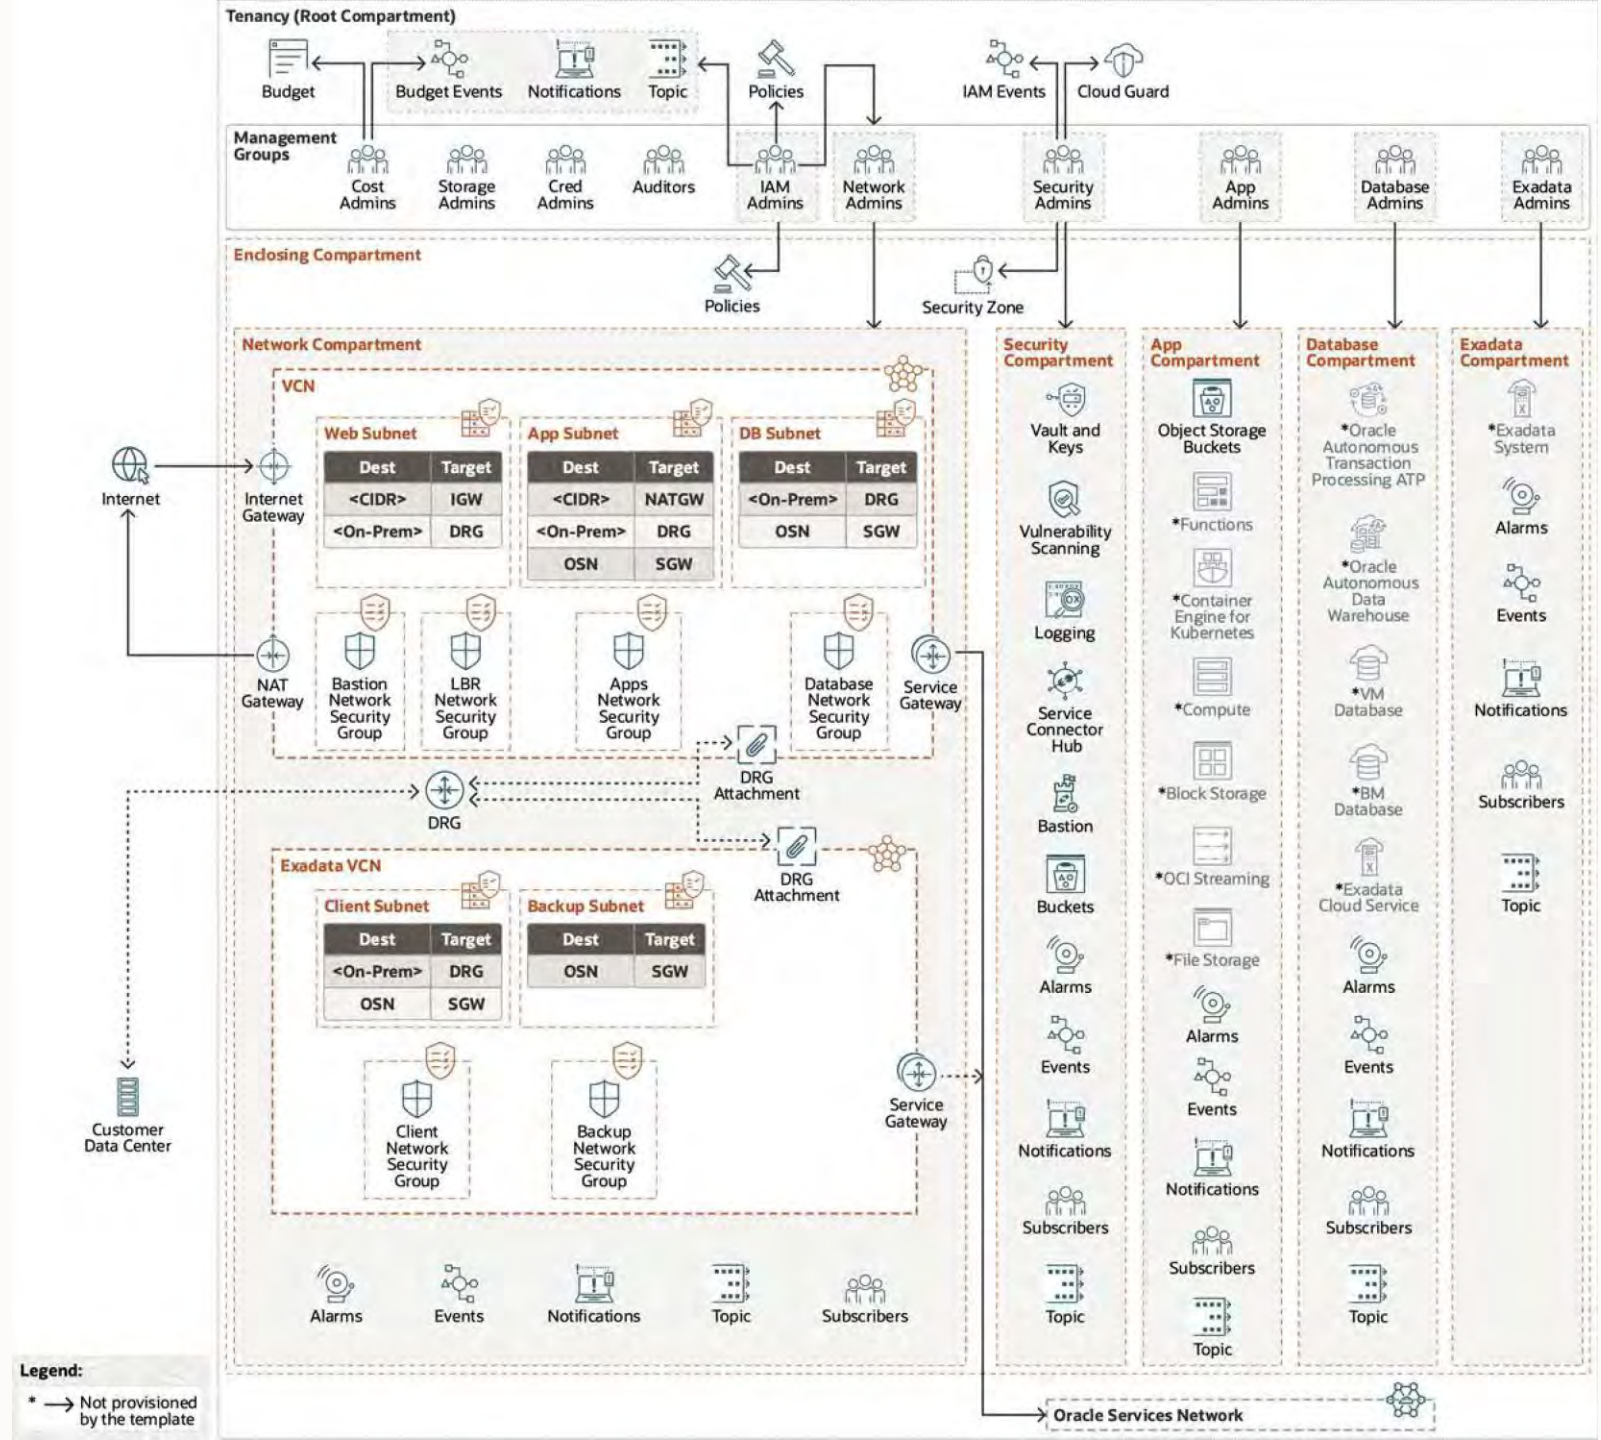 Tenancy (Root Compartment)
Budget
Budget Events
Notifications
Topic
Policies
IAM Events
Cloud Guard
Management
Groups
Cost
Admins
Storage
Admins
Cred
Admins
Auditors
IAM
Admins
Network
Admins
Security
Admins
App
Admins
Database
Admins
Exadata
Admins
Enclosing Compartment
Policies
Security Zone
Network Compartment
VCN
Web Subnet
Dest Target
<CIDR> IGW
<On-Prem> DRG
App Subnet
Dest Target
<CIDR> NATGW
<On-Prem> DRG
OSN SGW
DB Subnet
Dest Target
<On-Prem> DRG
OSN SGW
Internet
Internet
Gateway
NAT
Gateway
Bastion
Network
Security
Group
LBR
Network
Security
Group
Apps
Network
Security
Group
Database
Network
Security
Group
Service
Gateway
DRG
Attachment
DRG
DRG
Attachment
Exadata VCN
Client Subnet
Dest Target
<On-Prem> DRG
OSN SGW
Backup Subnet
Dest Target
OSN SGW
Client
Network
Security
Group
Backup
Network
Security
Group
Service
Gateway
Customer
Data Center
Alarms
Events
Notifications
Topic
Subscribers
Security
Compartment
Vault and
Keys
Vulnerability
Scanning
Logging
Service
Connector
Hub
Bastion
Buckets
Alarms
Events
Notifications
Subscribers
Topic
App
Compartment
Object Storage
Buckets
*Functions
*Container
Engine for
Kubernetes
*Compute
*Block Storage
*OCI Streaming
*File Storage
Alarms
Events
Notifications
Subscribers
Topic
Database
Compartment
*Oracle
Autonomous
Transaction
Processing ATP
*Oracle
Autonomous
Data
Warehouse
*VM
Database
*BM
Database
*Exadata
Cloud Service
Alarms
Events
Notifications
Subscribers
Topic
Exadata
Compartment
*Exadata
System
Alarms
Events
Notifications
Subscribers
Topic
Legend:
* → Not provisioned
by the template
Oracle Services Network